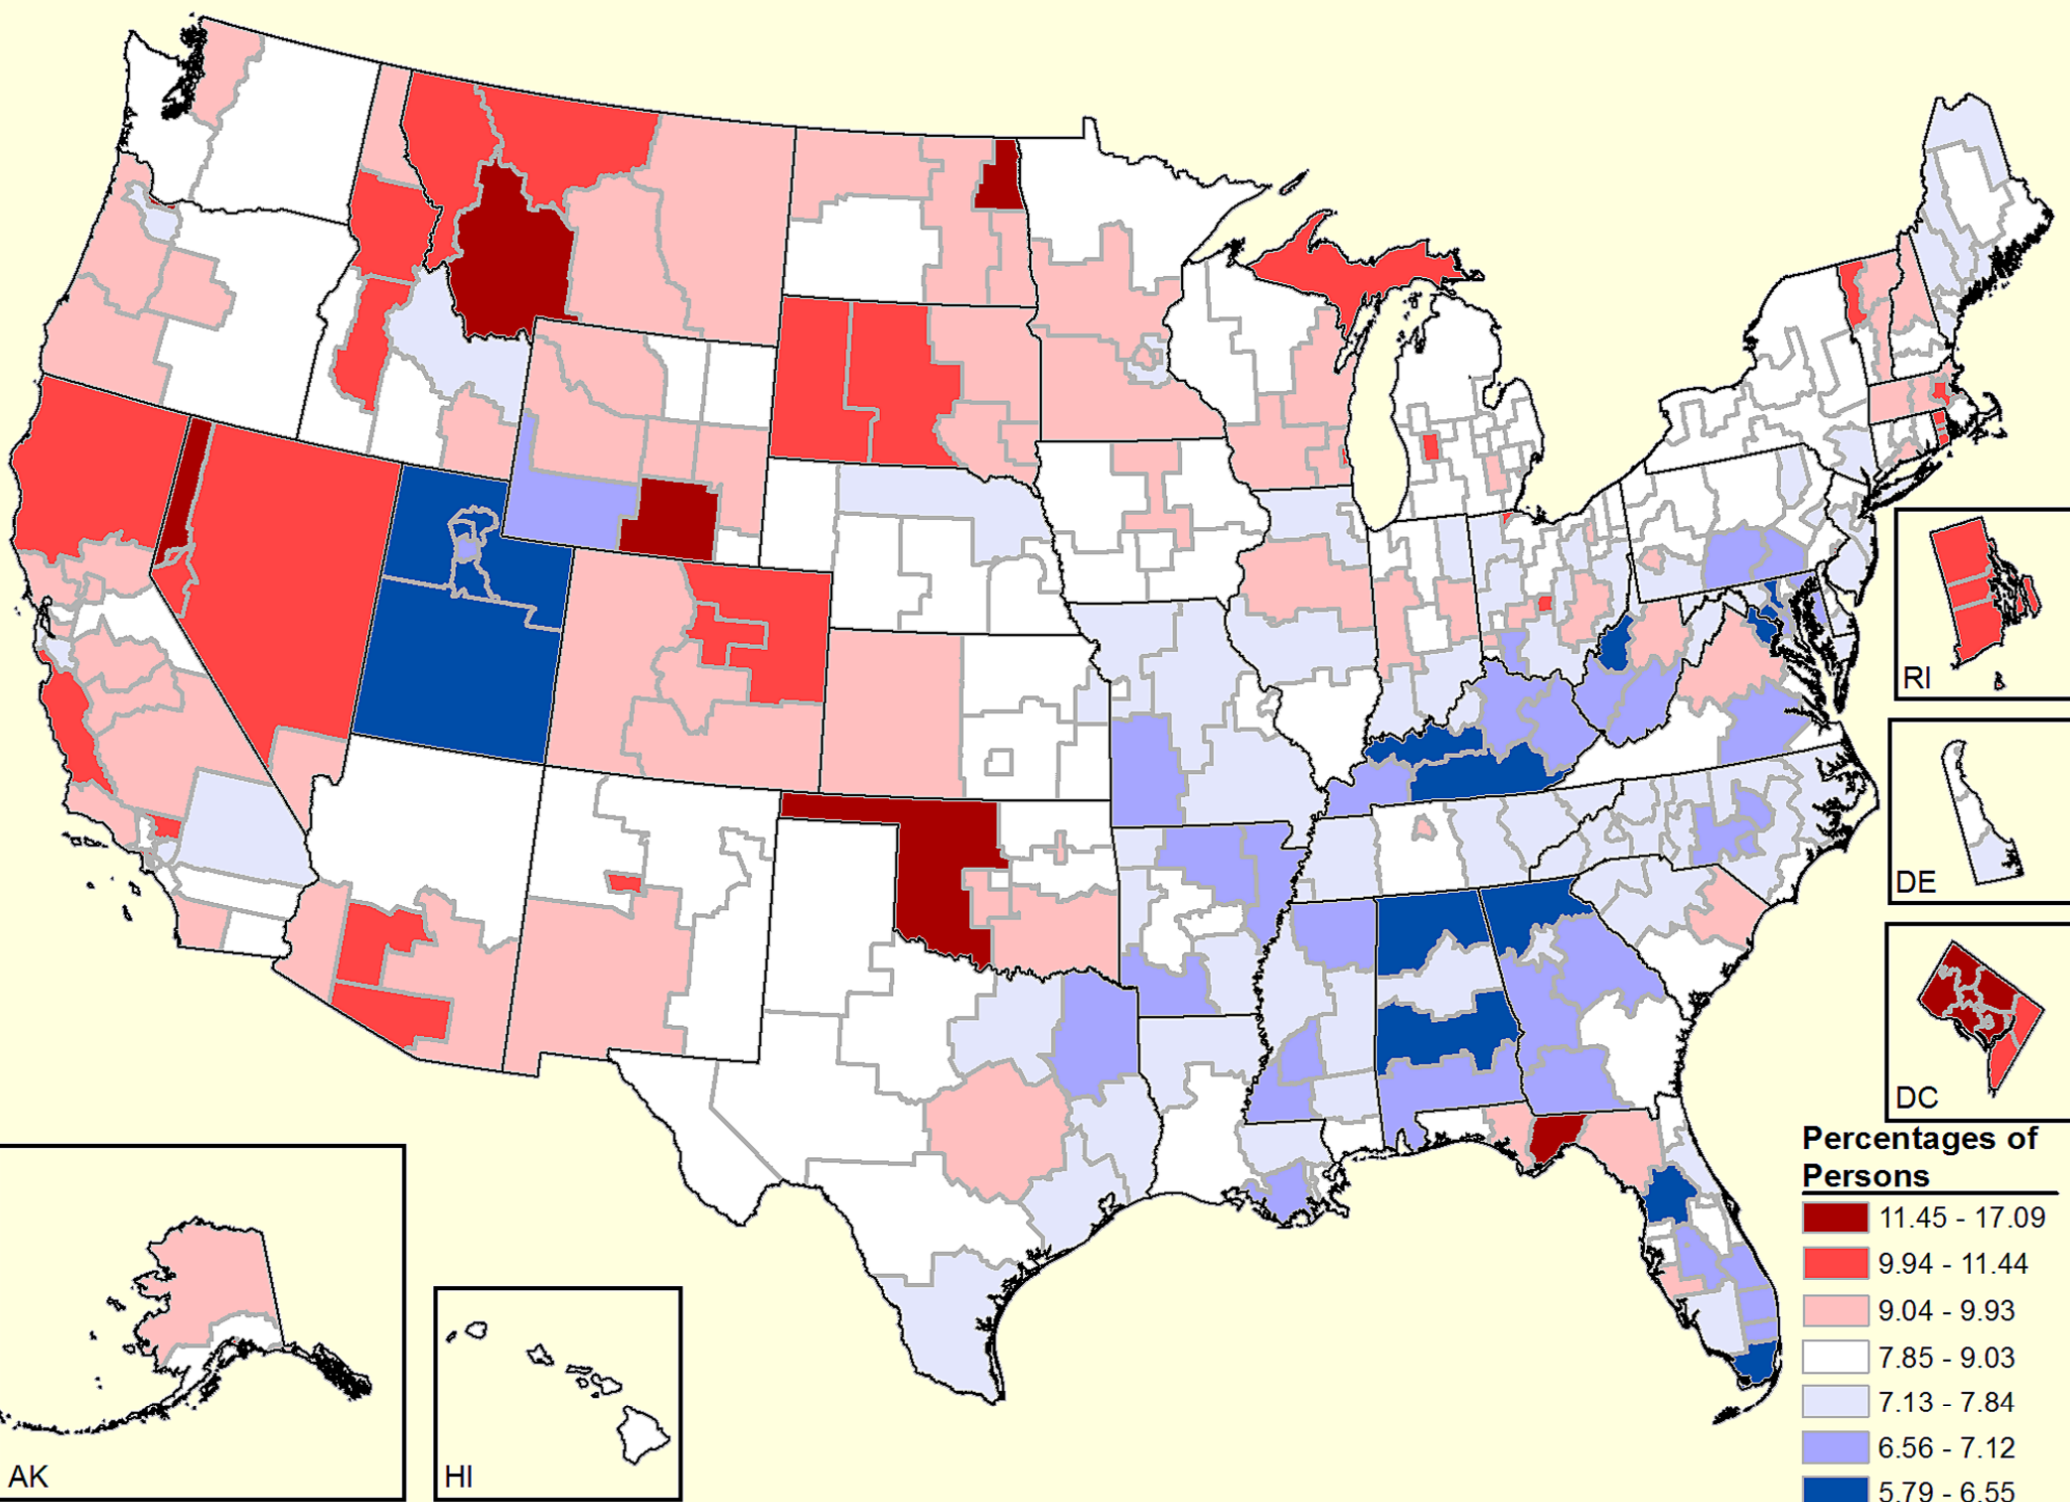 RI
DE
DC
AK
HI
Percentages of
Persons
11.45 - 17.09
9.94 - 11.44
9.04 - 9.93
7.85 - 9.03
7.13 - 7.84
6.56 - 7.12
5.79 - 6.55